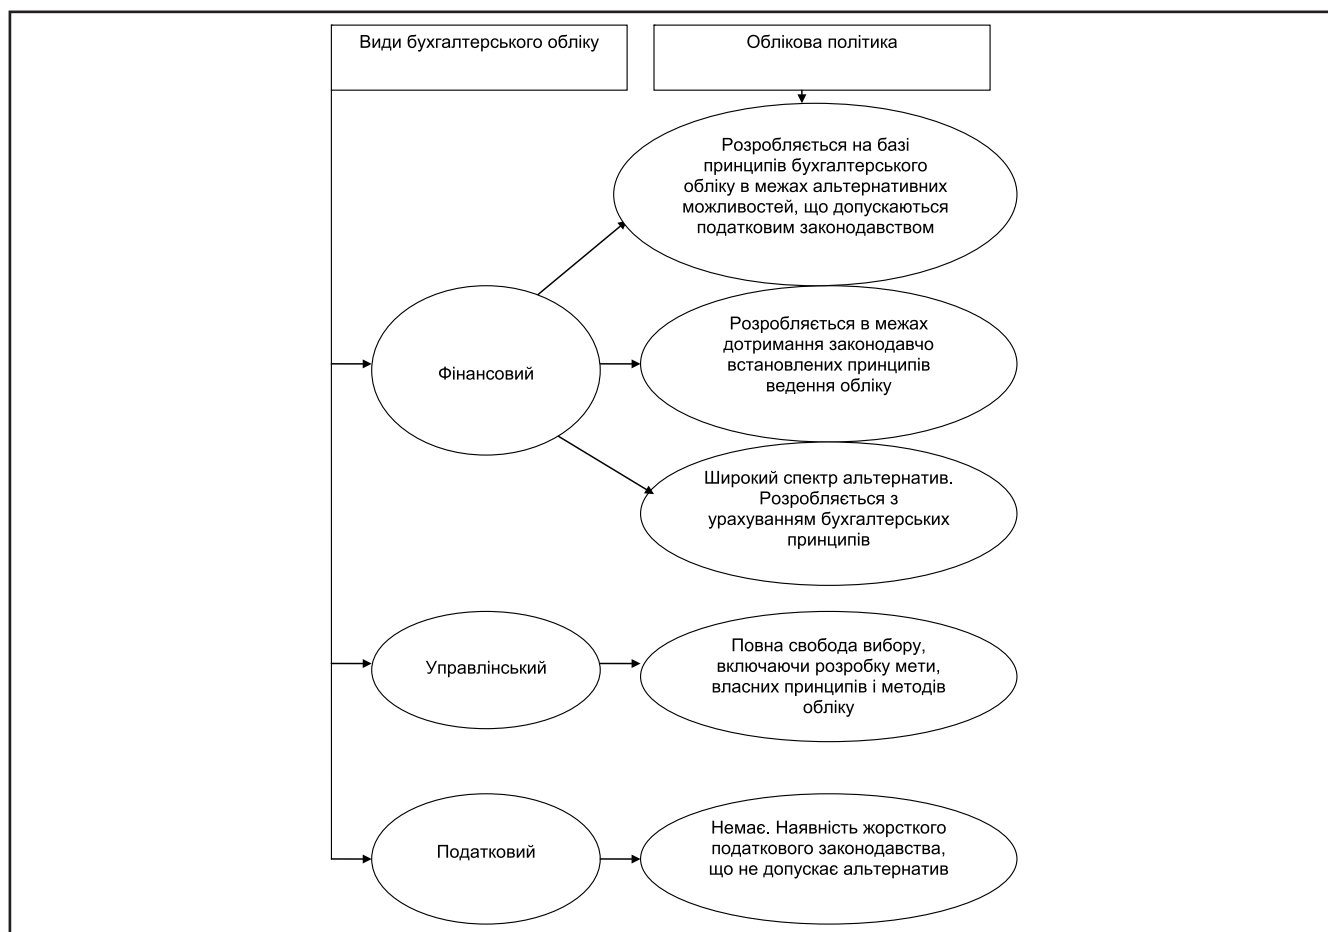 Види бухгалтерського обліку
Облікова політика
Розробляється на базі
принципів бухгалтерського
обліку в межах альтернативних
можливостей, що допускаються
податковим законодавством
Фінансовий
Розробляється в межах
дотримання законодавчо
встановлених принципів
ведення обліку
Широкий спектр альтернатив.
Розробляється з
урахуванням бухгалтерських
принципів
Управлінський
Повна свобода вибору,
включаючи розробку мети,
власних принципів і методів
обліку
Податковий
Немає. Наявність жорсткого
податкового законодавства,
що не допускає альтернатив